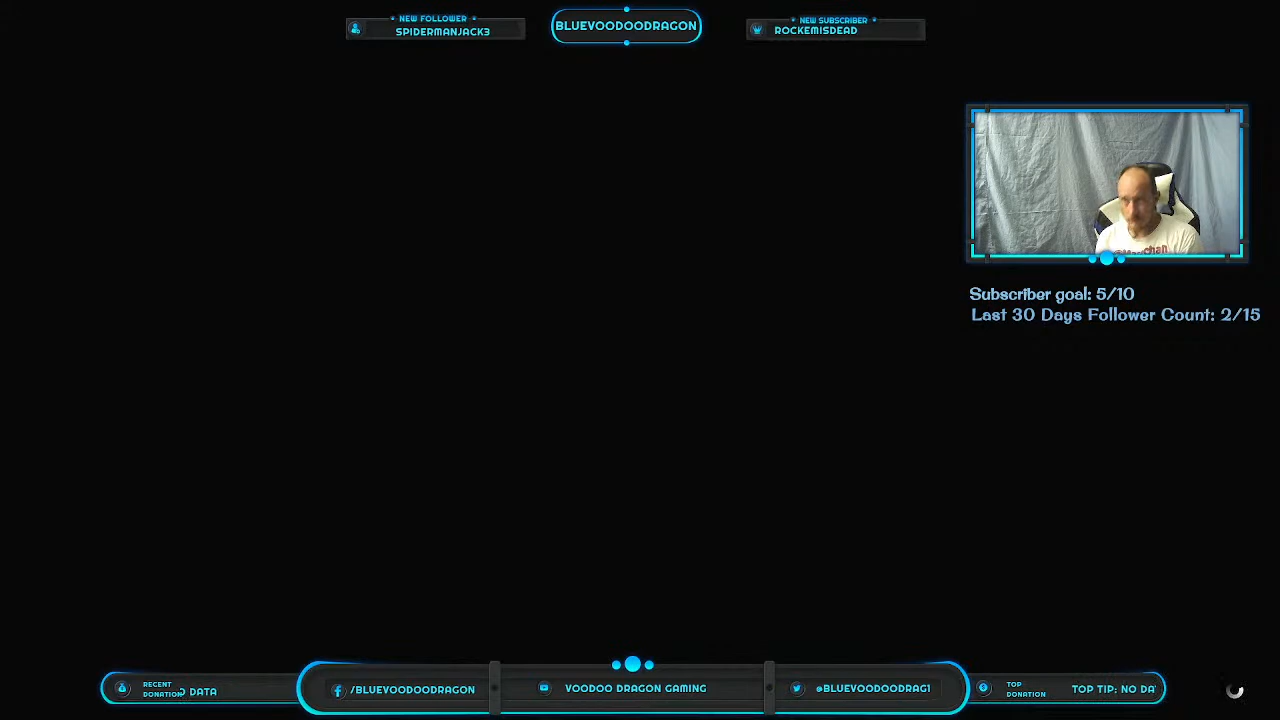 NEW FOLLOWER
SPIDERMANJACK3
BLUEVOODOODRAGON
NEW SUBSCRIBER
ROCKEMISDEAD
Subscriber goal: 5/10
Last 30 Days Follower Count: 2/15
RECENT
DONATION
DATA
/BLUEVOODOODRAGON
VOODOO DRAGON GAMING
@BLUEVOODOODRAG1
TOP
DONATION
TOP TIP: NO DA